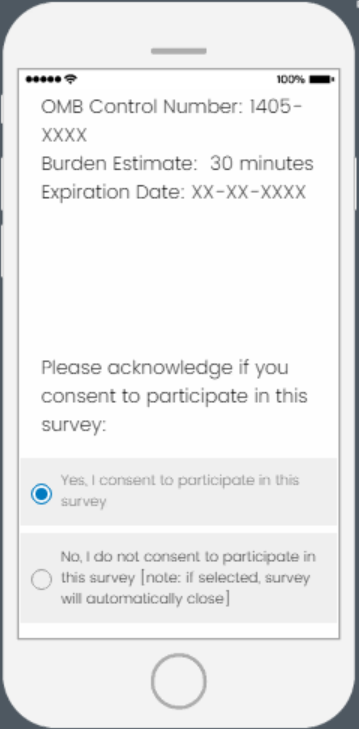 100%
OMB Control Number: 1405-
XXXX
Burden Estimate:  30 minutes
Expiration Date: XX-XX-XXXX
Please acknowledge if you
consent to participate in this
survey:
Yes, I consent to participate in this
survey
No, I do not consent to participate in
this survey [note: if selected, survey
will automatically close]